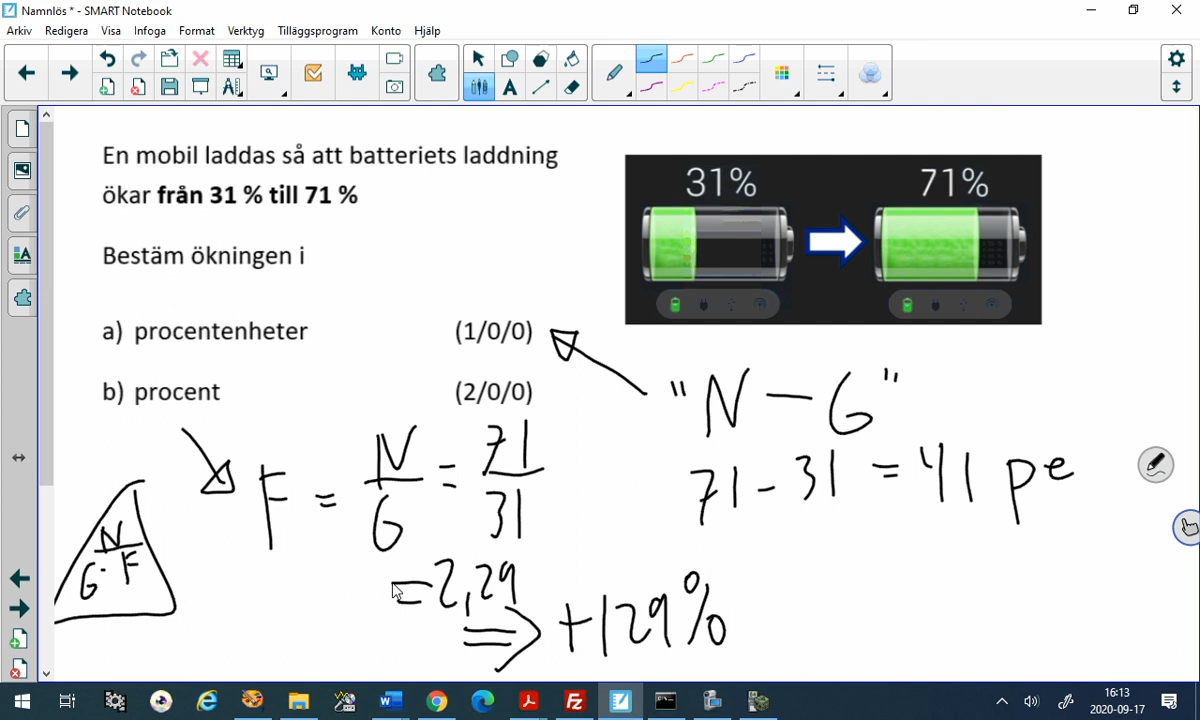 Namnlös * - SMART Notebook
Arkiv Redigera Visa Infoga Format Verktyg Tilläggsprogram Konto Hjälp
En mobil laddas så att batteriets laddning
ökar från 31 % till 71 %
31% 71%
Bestäm ökningen i
a) procentenheter (1/0/0)
b) procent (2/0/0)
"N - G"
71 - 31 = 41 pe
F = N/G = 71/31
N
G · F
= 2,29
⇒ +129%
16:13
2020-09-17